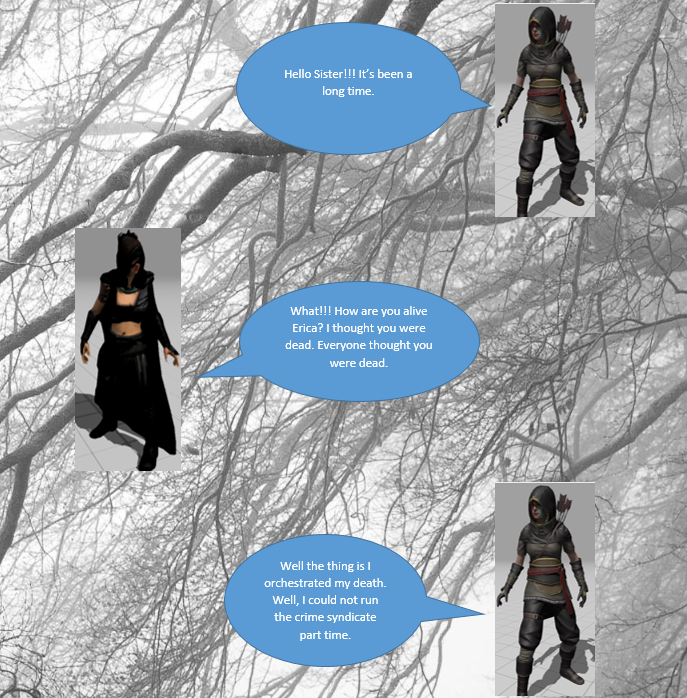 Hello Sister!!! It's been a
long time.
What!!! How are you alive
Erica? I thought you were
dead. Everyone thought you
were dead.
Well the thing is I
orchestrated my death.
Well, I could not run
the crime syndicate
part time.